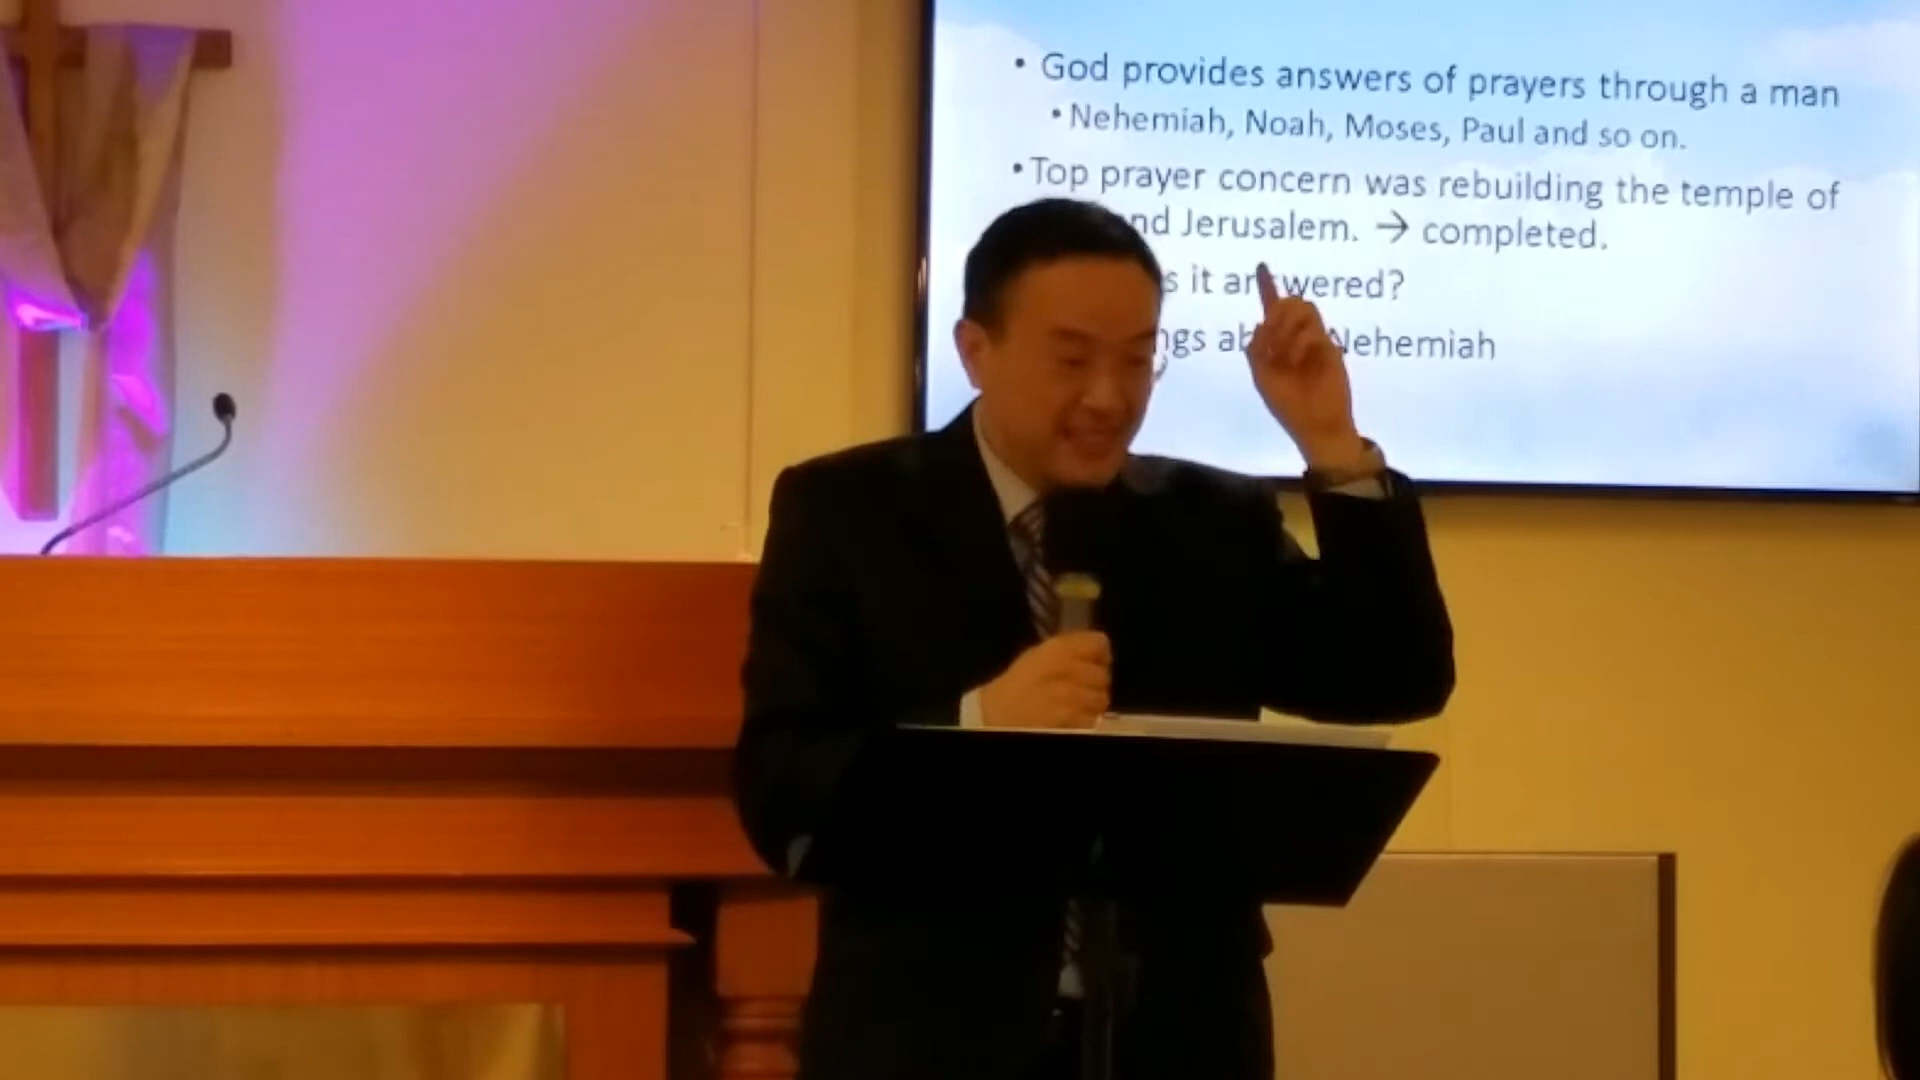 • God provides answers of prayers through a man
• Nehemiah, Noah, Moses, Paul and so on.
• Top prayer concern was rebuilding the temple of
nd Jerusalem. → completed.
s it answered?
ngs ab Nehemiah